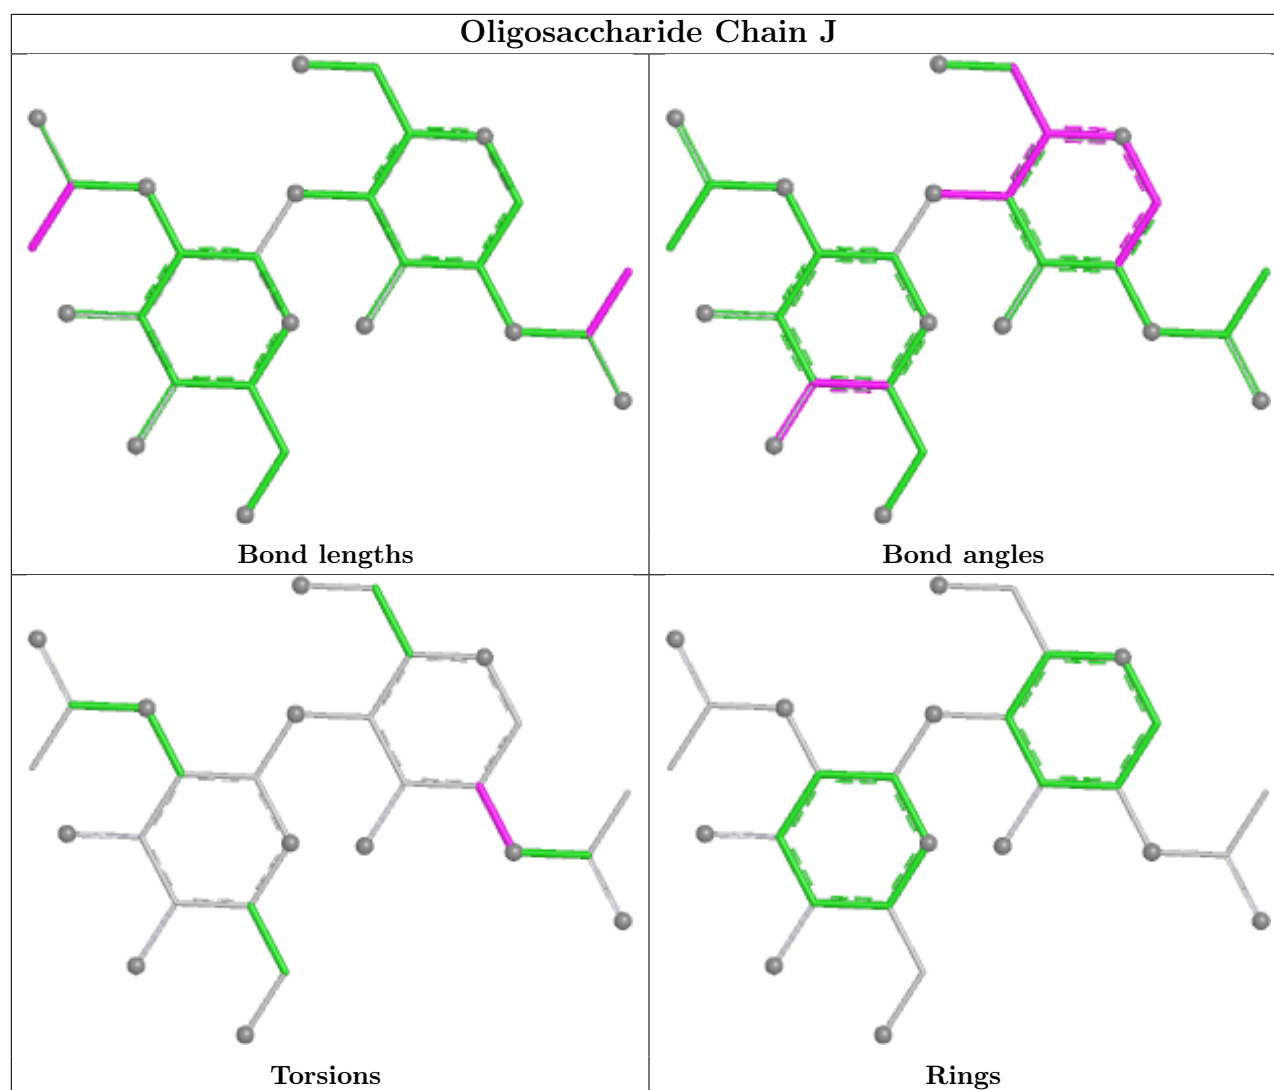 Oligosaccharide Chain J
Bond lengths
Bond angles
Torsions
Rings